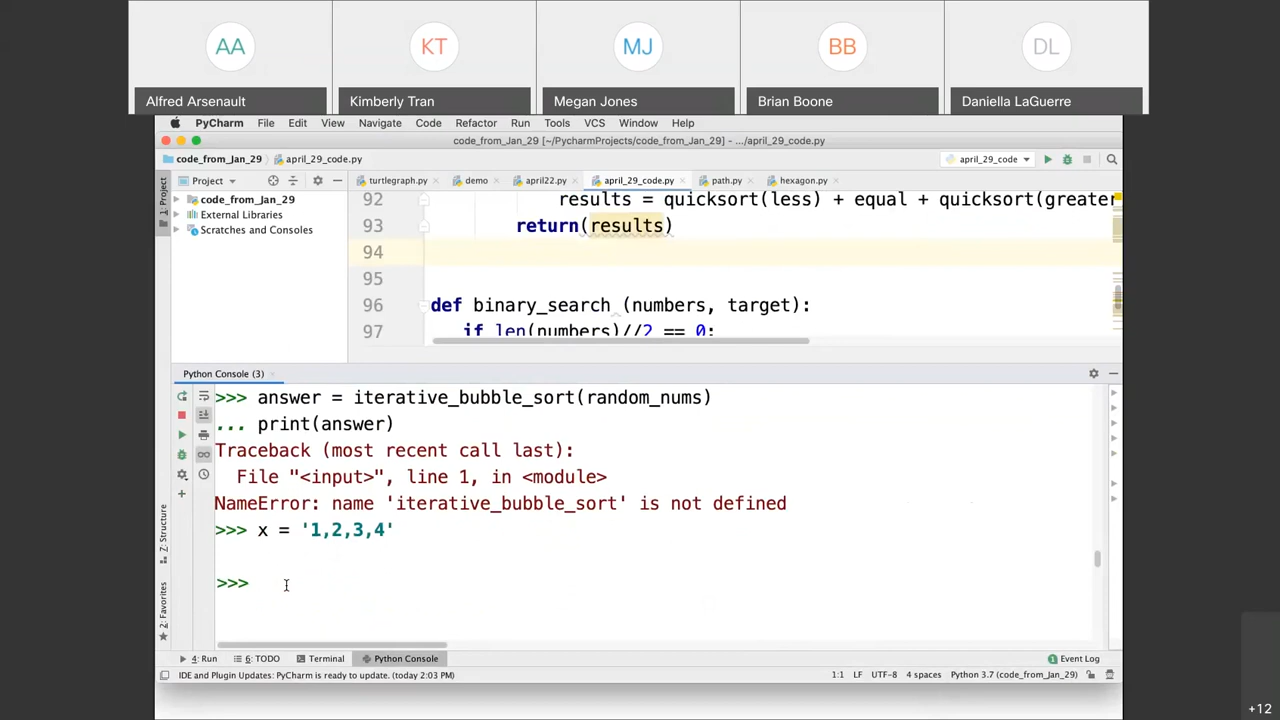 AA KT MJ BB DL
Alfred Arsenault Kimberly Tran Megan Jones Brian Boone Daniella LaGuerre
PyCharm File Edit View Navigate Code Refactor Run Tools VCS Window Help
code_from_Jan_29 [~/PycharmProjects/code_from_Jan_29] - .../april_29_code.py
code_from_Jan_29 april_29_code.py april_29_code
1: Project Project turtlegraph.py demo april22.py april_29_code.py path.py hexagon.py
code_from_Jan_29
External Libraries
Scratches and Consoles
92 results = quicksort(less) + equal + quicksort(greater
93 return(results)
94
95
96 def binary_search (numbers, target):
97 if len(numbers)//2 == 0:
Python Console (3)
>>> answer = iterative_bubble_sort(random_nums)
... print(answer)
Traceback (most recent call last):
File "<input>", line 1, in <module>
NameError: name 'iterative_bubble_sort' is not defined
>>> x = '1,2,3,4'
>>>
Z: Structure
2: Favorites
4: Run 6: TODO Terminal Python Console Event Log
IDE and Plugin Updates: PyCharm is ready to update. (today 2:03 PM) 1:1 LF UTF-8 4 spaces Python 3.7 (code_from_Jan_29)
+12